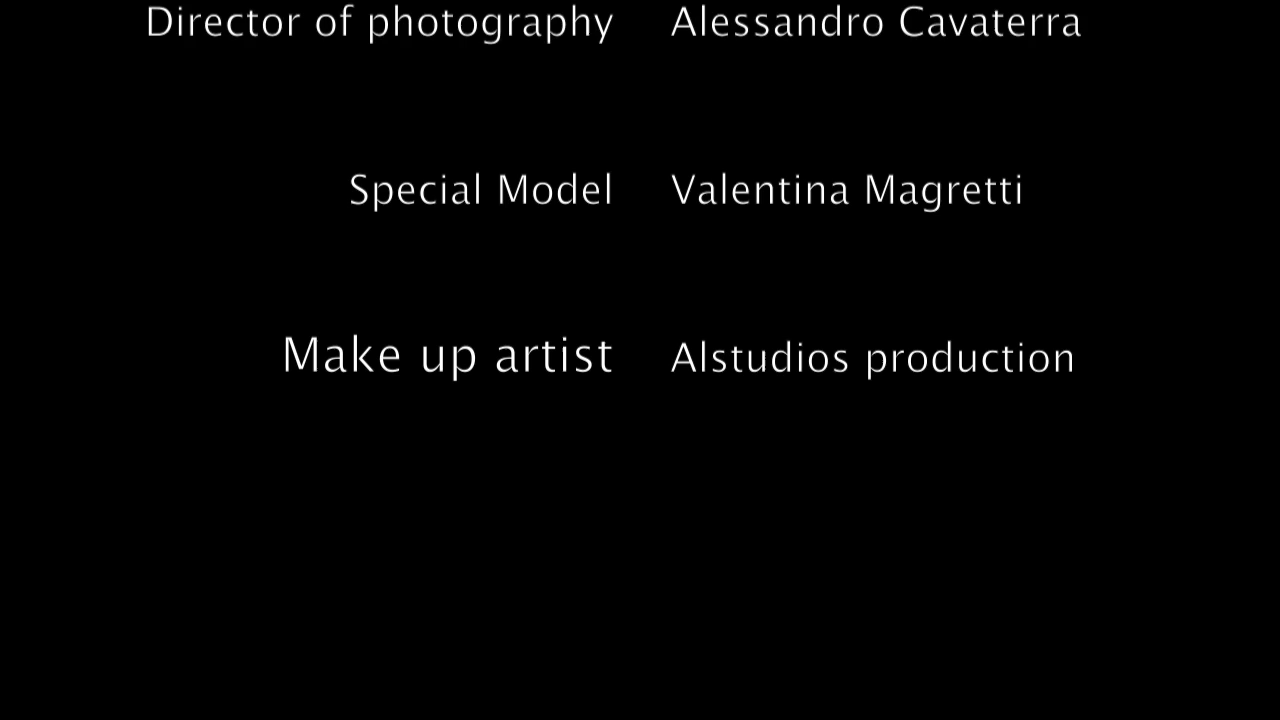 Director of photography Alessandro Cavaterra
Special Model Valentina Magretti
Make up artist Alstudios production